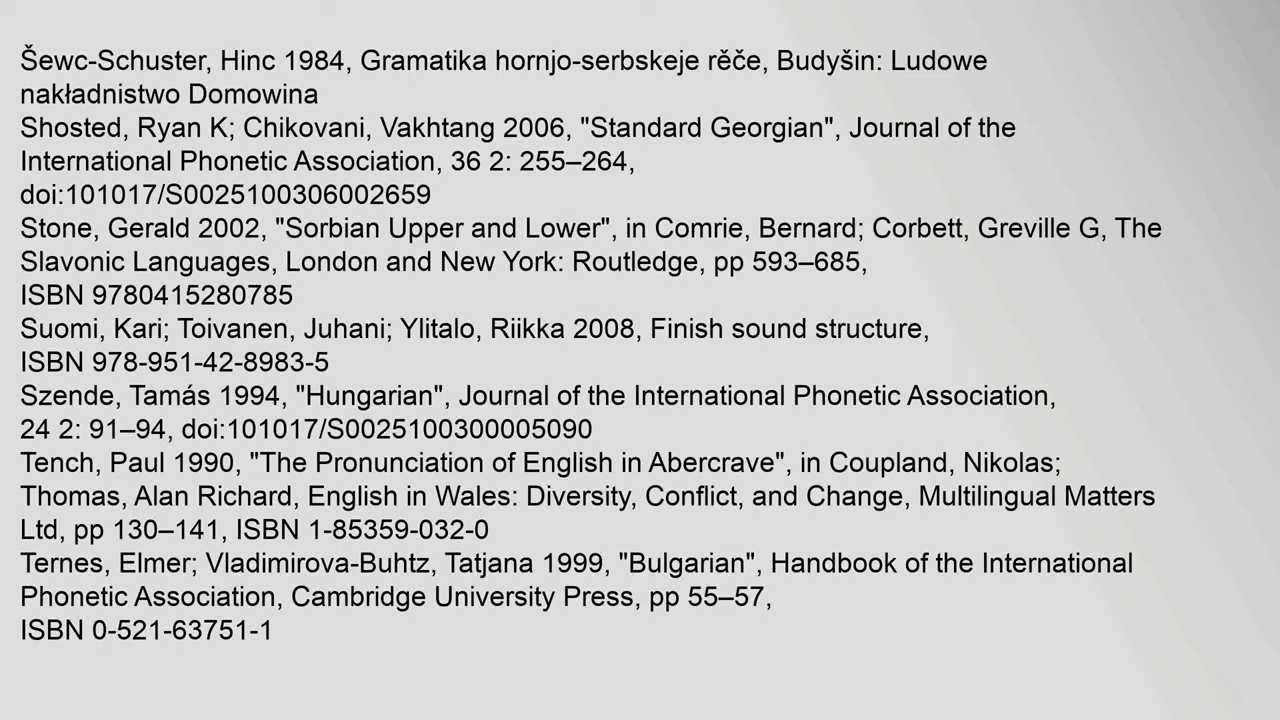 Šewc-Schuster, Hinc 1984, Gramatika hornjo-serbskeje rěče, Budyšin: Ludowe
nakładnistwo Domowina
Shosted, Ryan K; Chikovani, Vakhtang 2006, "Standard Georgian", Journal of the
International Phonetic Association, 36 2: 255–264,
doi:101017/S0025100306002659
Stone, Gerald 2002, "Sorbian Upper and Lower", in Comrie, Bernard; Corbett, Greville G, The
Slavonic Languages, London and New York: Routledge, pp 593–685,
ISBN 9780415280785
Suomi, Kari; Toivanen, Juhani; Ylitalo, Riikka 2008, Finish sound structure,
ISBN 978-951-42-8983-5
Szende, Tamás 1994, "Hungarian", Journal of the International Phonetic Association,
24 2: 91–94, doi:101017/S0025100300005090
Tench, Paul 1990, "The Pronunciation of English in Abercrave", in Coupland, Nikolas;
Thomas, Alan Richard, English in Wales: Diversity, Conflict, and Change, Multilingual Matters
Ltd, pp 130–141, ISBN 1-85359-032-0
Ternes, Elmer; Vladimirova-Buhtz, Tatjana 1999, "Bulgarian", Handbook of the International
Phonetic Association, Cambridge University Press, pp 55–57,
ISBN 0-521-63751-1